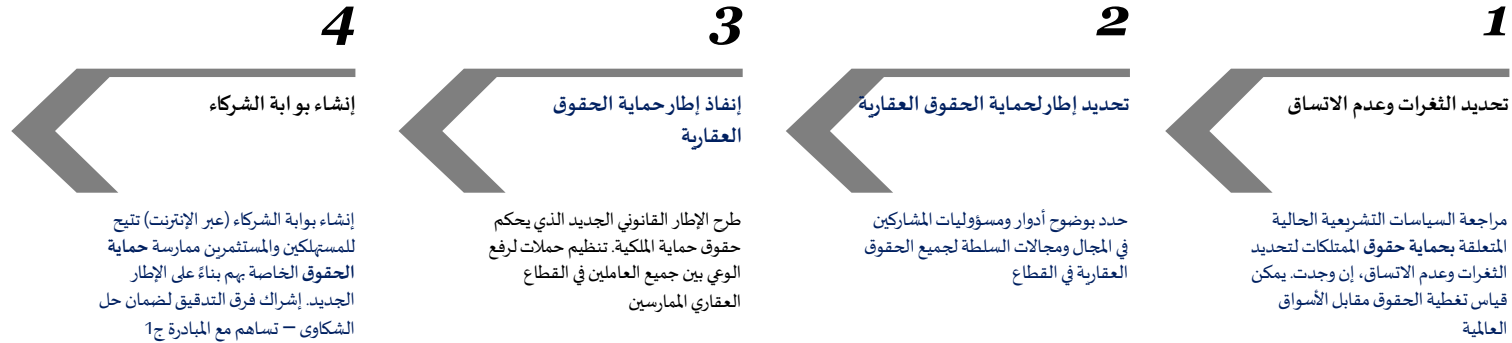 1
تحديد الثغرات وعدم الاتساق
مراجعة السياسات التشريعية الحالية
المتعلقة بحماية حقوق الممتلكات لتحديد
الثغرات وعدم الاتساق، إن وجدت. يمكن
قياس تغطية الحقوق مقابل الأسواق
العالمية
2
تحديد إطار لحماية الحقوق العقارية
حدد بوضوح أدوار ومسؤوليات المشاركين
في المجال ومجالات السلطة لجميع الحقوق
العقارية في القطاع
3
إنفاذ إطار حماية الحقوق
العقارية
طرح الإطار القانوني الجديد الذي يحكم
حقوق حماية الملكية. تنظيم حملات لرفع
الوعي بين جميع العاملين في القطاع
العقاري الممارسين
4
إنشاء بوابة الشركاء
إنشاء بوابة الشركاء (عبر الإنترنت) تتيح
للمستهلكين والمستثمرين ممارسة حماية
الحقوق الخاصة بهم بناءً على الإطار
الجديد. إشراك فرق التدقيق لضمان حل
الشكاوى – تساهم مع المبادرة ج1